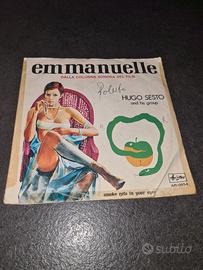 emmanuelle
DALLA COLONNA SONORA DEL FILM
HUGO SESTO
and his group
smoke gets in your eyes
subito